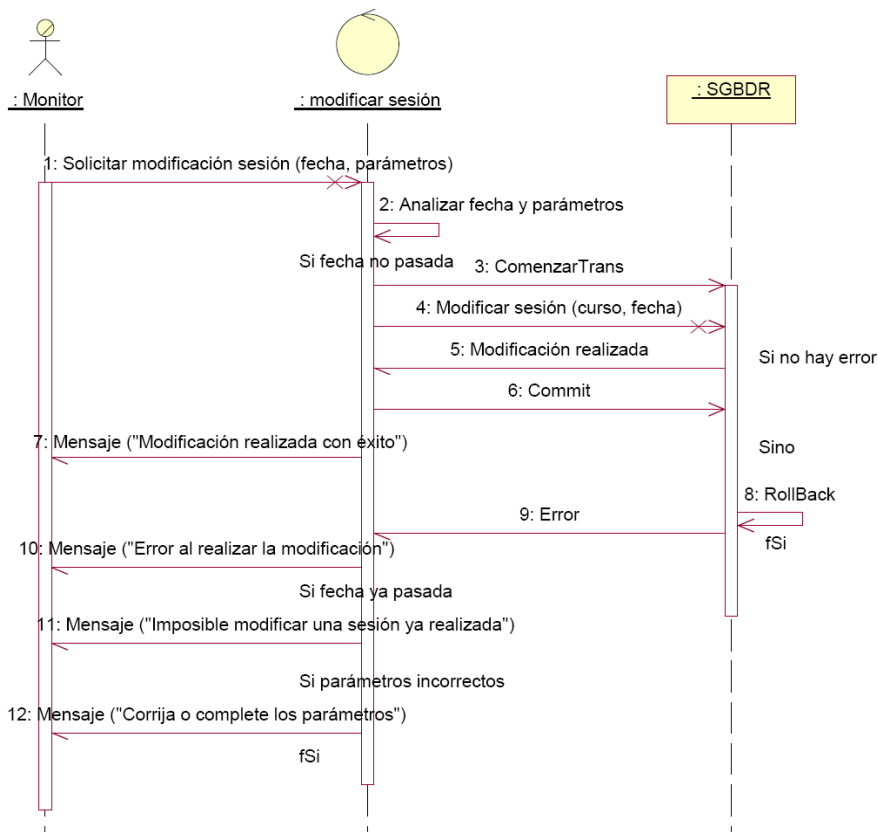 : SGBDR
: Monitor
: modificar sesión
1: Solicitar modificación sesión (fecha, parámetros)
2: Analizar fecha y parámetros
Si fecha no pasada
3: ComenzarTrans
4: Modificar sesión (curso, fecha)
5: Modificación realizada
Si no hay error
6: Commit
7: Mensaje ("Modificación realizada con éxito")
Sino
8: RollBack
9: Error
fSi
10: Mensaje ("Error al realizar la modificación")
Si fecha ya pasada
11: Mensaje ("Imposible modificar una sesión ya realizada")
Si parámetros incorrectos
12: Mensaje ("Corrija o complete los parámetros")
fSi